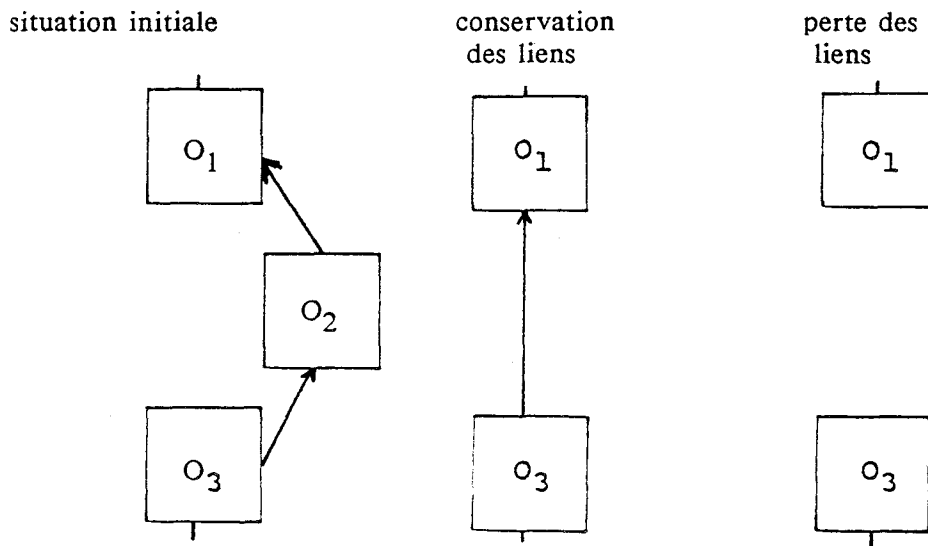 situation initiale
O1
O2
O3
conservation
des liens
O1
O3
perte des
liens
O1
O3